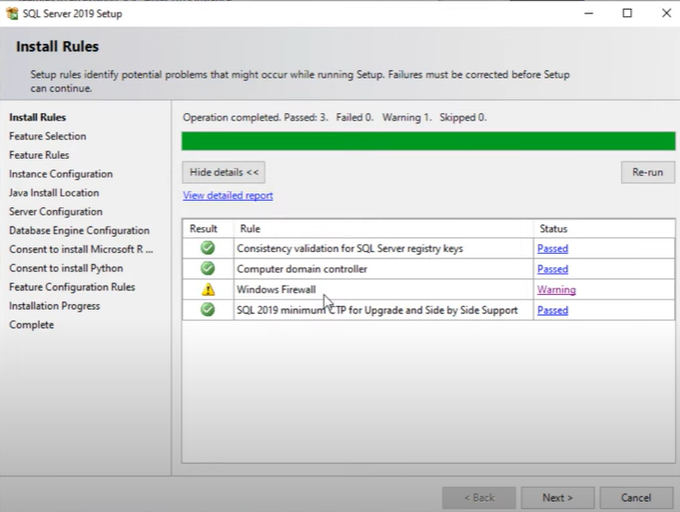 SQL Server 2019 Setup
Install Rules
Setup rules identify potential problems that might occur while running Setup. Failures must be corrected before Setup
can continue.
Install Rules
Feature Selection
Feature Rules
Instance Configuration
Java Install Location
Server Configuration
Database Engine Configuration
Consent to install Microsoft R ...
Consent to install Python
Feature Configuration Rules
Installation Progress
Complete
Operation completed. Passed: 3. Failed 0. Warning 1. Skipped 0.
Hide details <<
Re-run
View detailed report
Result Rule Status
Consistency validation for SQL Server registry keys Passed
Computer domain controller Passed
Windows Firewall Warning
SQL 2019 minimum CTP for Upgrade and Side by Side Support Passed
< Back Next > Cancel